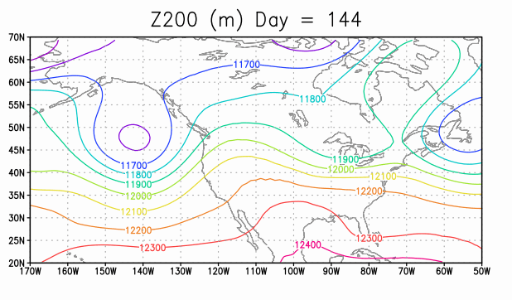 Z200 (m) Day = 144
70N
65N
60N
55N
50N
45N
40N
35N
30N
25N
20N
11700
11800
11900
12000
12100
12200
12300
12400
11700
11800
11900
12000
12100
12200
12300
170W 160W 150W 140W 130W 120W 110W 100W 90W 80W 70W 60W 50W